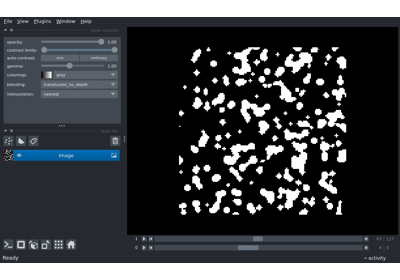 File View Plugins Window Help
opacity: 1.00
contrast limits:
auto-contrast: once continuous
gamma: 1.00
colormap: gray
blending: translucent_no_depth
interpolation: nearest
Image
1
0
Ready
activity